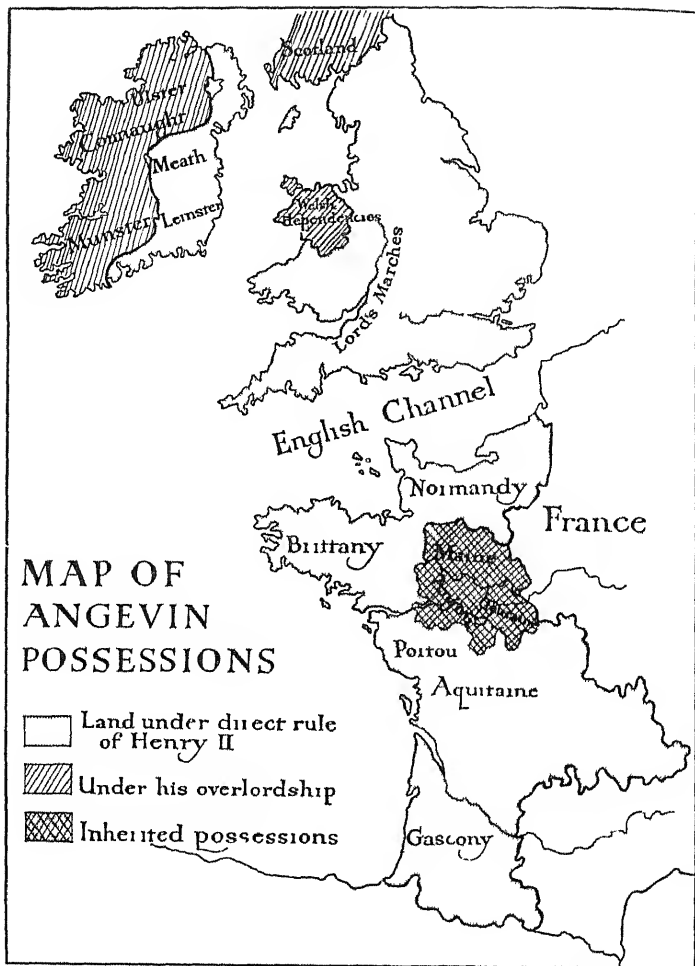 Scotland
Ulster
Connaught
Meath
Leinster
Munster
Welsh
dependencies
Lord's Marches
English Channel
Normandy
France
Brittany
Maine
Poitou
Aquitaine
Gascony
MAP OF
ANGEVIN
POSSESSIONS
Land under direct rule
of Henry II
Under his overlordship
Inherited possessions